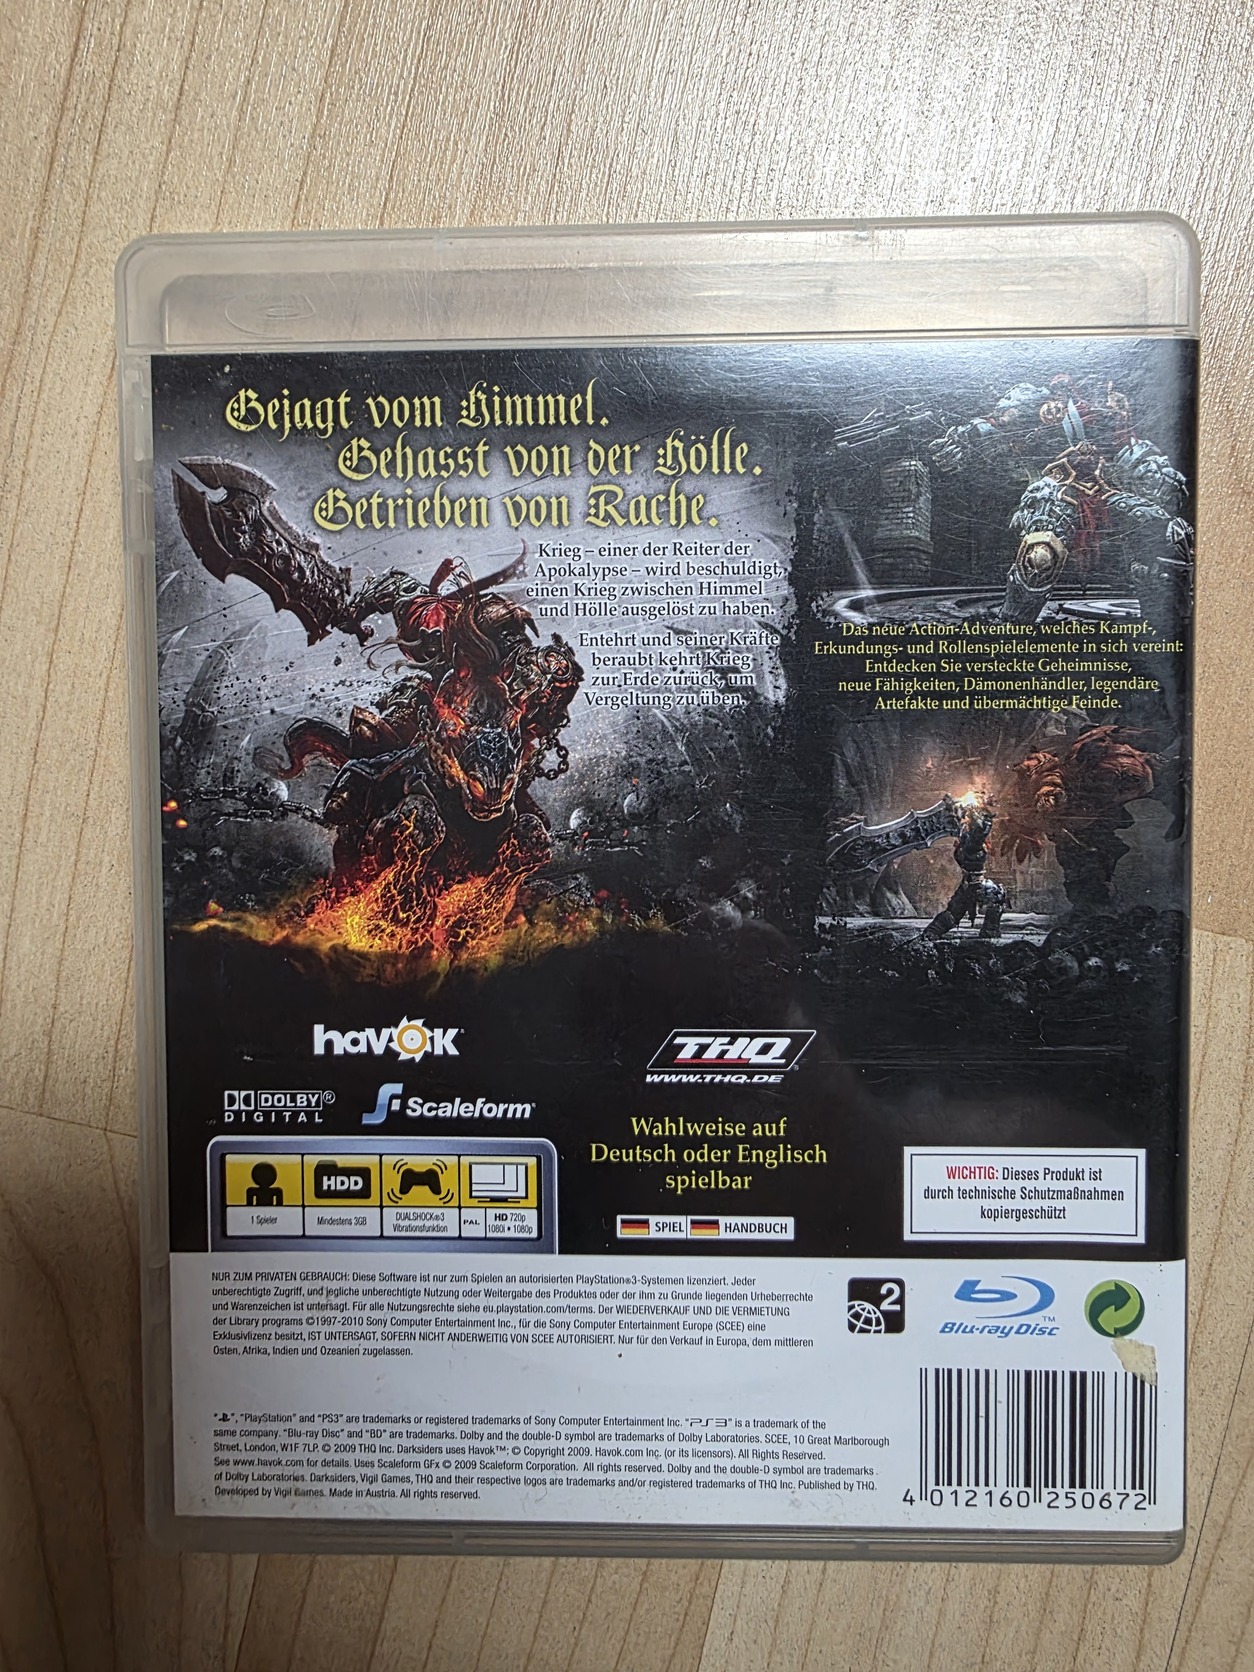 Gejagt vom Himmel.
Gehasst von der Hölle.
Getrieben von Rache.
Krieg – einer der Reiter der
Apokalypse – wird beschuldigt,
einen Krieg zwischen Himmel
und Hölle ausgelöst zu haben.
Entehrt und seiner Kräfte
beraubt kehrt Krieg
zur Erde zurück, um
Vergeltung zu üben.
Das neue Action-Adventure, welches Kampf-,
Erkundungs- und Rollenspielelemente in sich vereint:
Entdecken Sie versteckte Geheimnisse,
neue Fähigkeiten, Dämonenhändler, legendäre
Artefakte und übermächtige Feinde.
havok
DOLBY®
DIGITAL
Scaleform
THQ
WWW.THQ.DE
Wahlweise auf
Deutsch oder Englisch
spielbar
SPIEL HANDBUCH
HDD
1 Spieler
Mindestens 3GB
DUALSHOCK®3
Vibrationsfunktion
PAL
HD 720p
1080i • 1080p
WICHTIG: Dieses Produkt ist
durch technische Schutzmaßnahmen
kopiergeschützt
NUR ZUM PRIVATEN GEBRAUCH: Diese Software ist nur zum Spielen an autorisierten PlayStation®3-Systemen lizenziert. Jeder
unberechtigte Zugriff, und jegliche unberechtigte Nutzung oder Weitergabe des Produktes oder der ihm zu Grunde liegenden Urheberrechte
und Warenzeichen ist untersagt. Für alle Nutzungsrechte siehe eu.playstation.com/terms. Der WIEDERVERKAUF UND DIE VERMIETUNG
der Library programs ©1997-2010 Sony Computer Entertainment Inc., für die Sony Computer Entertainment Europe (SCEE) eine
Exklusivlizenz besitzt, IST UNTERSAGT, SOFERN NICHT ANDERWEITIG VON SCEE AUTORISIERT. Nur für den Verkauf in Europa, dem mittleren
Osten, Afrika, Indien und Ozeanien zugelassen.
2
Blu-ray Disc™
"", "PlayStation" and "PS3" are trademarks or registered trademarks of Sony Computer Entertainment Inc. "PS3" is a trademark of the
same company. "Blu-ray Disc" and "BD" are trademarks. Dolby and the double-D symbol are trademarks of Dolby Laboratories. SCEE, 10 Great Marlborough
Street, London, W1F 7LP. © 2009 THQ Inc. Darksiders uses Havok™; © Copyright 2009. Havok.com Inc. (or its licensors). All Rights Reserved.
See www.havok.com for details. Uses Scaleform GFx © 2009 Scaleform Corporation. All rights reserved. Dolby and the double-D symbol are trademarks
of Dolby Laboratories. Darksiders, Vigil Games, THQ and their respective logos are trademarks and/or registered trademarks of THQ Inc. Published by THQ.
Developed by Vigil Games. Made in Austria. All rights reserved.
4 012160 250672